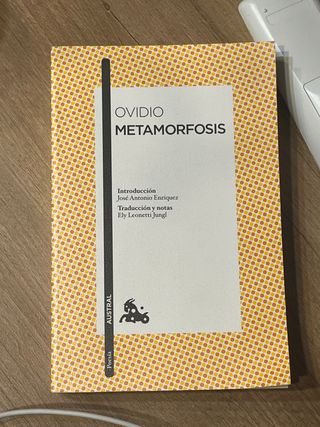 OVIDIO
METAMORFOSIS
Introducción
José Antonio Enríquez
Traducción y notas
Ely Leonetti Jungl
AUSTRAL
Poesía